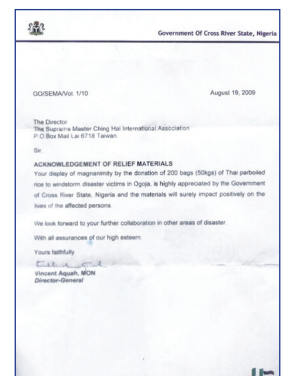 Government Of Cross River State, Nigeria
GO/SEMA/Vol. 1/10
August 19, 2009
The Director
The Supreme Master Ching Hai International Association
P.O.Box Mail Lai 6718 Taiwan
Sir,
ACKNOWLEDGEMENT OF RELIEF MATERIALS
Your display of magnanimity by the donation of 200 bags (50kgs) of Thai parboiled
rice to windstorm disaster victims in Ogoja, is highly appreciated by the Government
of Cross River State, Nigeria and the materials will surely impact positively on the
lives of the affected persons.
We look forward to your further collaboration in other areas of disaster.
With all assurances of our high esteem.
Yours faithfully
Vincent Aquah, MON
Director-General